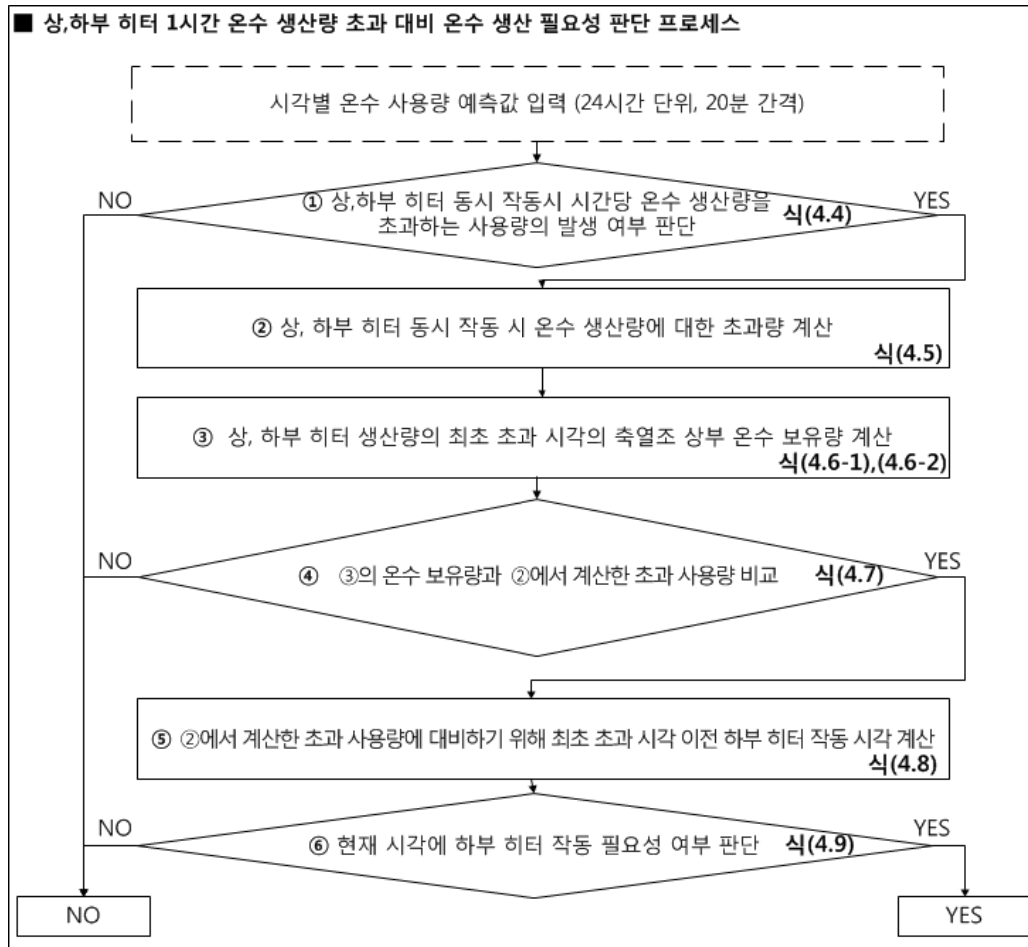 ■ 상,하부 히터 1시간 온수 생산량 초과 대비 온수 생산 필요성 판단 프로세스
시각별 온수 사용량 예측값 입력 (24시간 단위, 20분 간격)
NO
YES
① 상,하부 히터 동시 작동시 시간당 온수 생산량을
초과하는 사용량의 발생 여부 판단
식(4.4)
② 상, 하부 히터 동시 작동 시 온수 생산량에 대한 초과량 계산
식(4.5)
③ 상, 하부 히터 생산량의 최초 초과 시각의 축열조 상부 온수 보유량 계산
식(4.6-1),(4.6-2)
NO
YES
④ ③의 온수 보유량과 ②에서 계산한 초과 사용량 비교 식(4.7)
⑤ ②에서 계산한 초과 사용량에 대비하기 위해 최초 초과 시각 이전 하부 히터 작동 시각 계산
식(4.8)
NO
YES
⑥ 현재 시각에 하부 히터 작동 필요성 여부 판단 식(4.9)
NO
YES